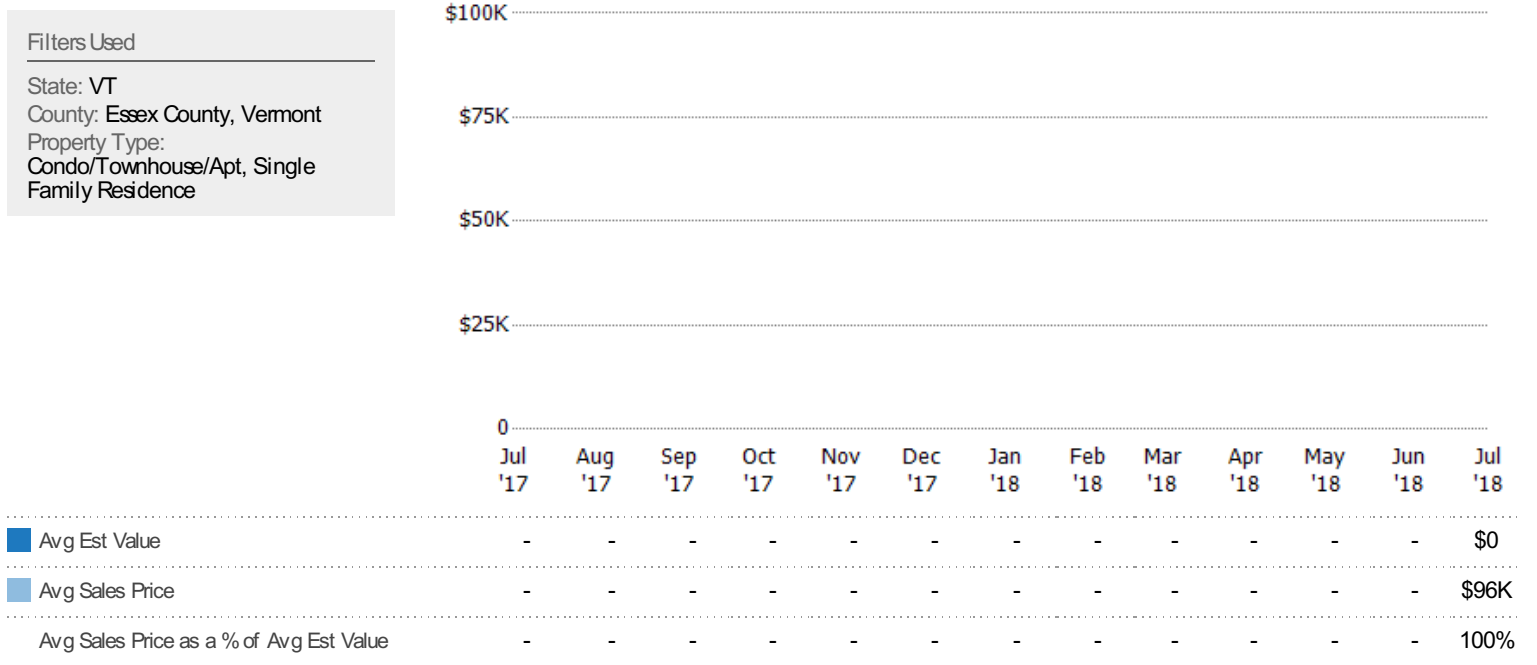 Filters Used
State: VT
County: Essex County, Vermont
Property Type:
Condo/Townhouse/Apt, Single
Family Residence
$100K
$75K
$50K
$25K
0
Jul Aug Sep Oct Nov Dec Jan Feb Mar Apr May Jun Jul
'17 '17 '17 '17 '17 '17 '18 '18 '18 '18 '18 '18 '18
Avg Est Value - - - - - - - - - - - - $0
Avg Sales Price - - - - - - - - - - - - $96K
Avg Sales Price as a % of Avg Est Value - - - - - - - - - - - - 100%